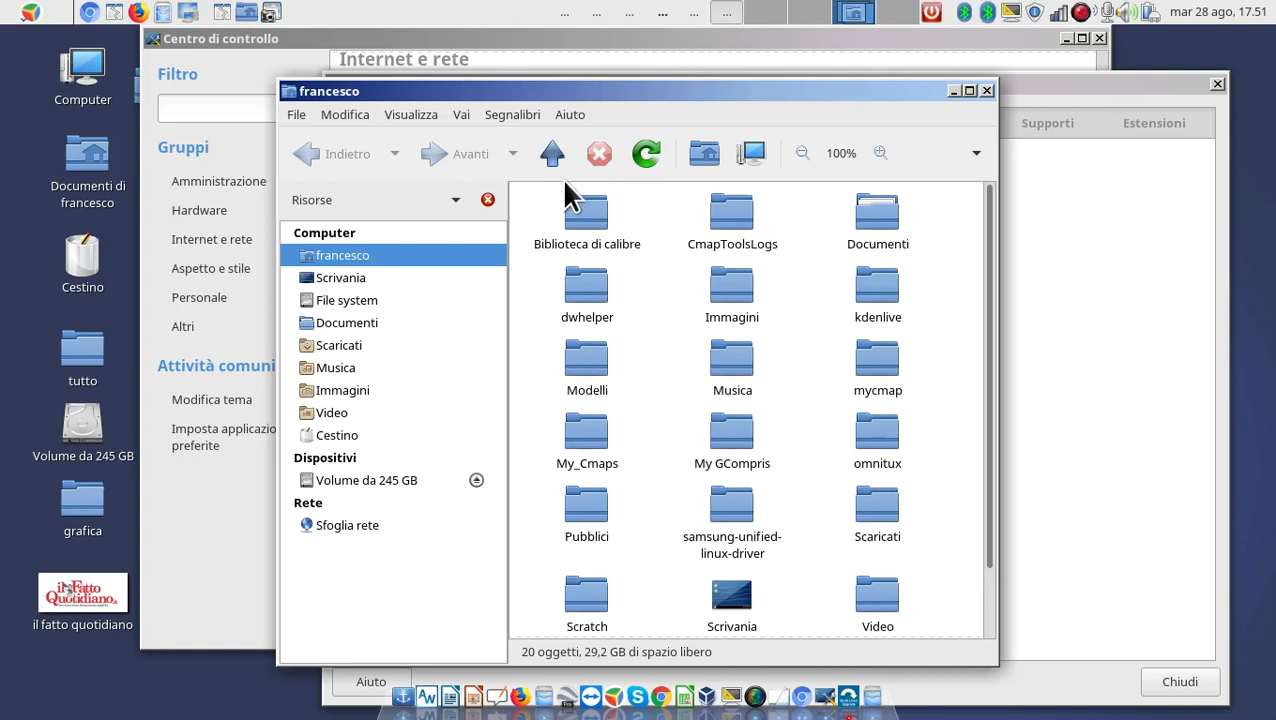 ... ... ... ... ... ...
mar 28 ago, 17.51
Centro di controllo
Computer
Documenti di
francesco
Cestino
tutto
Volume da 245 GB
grafica
il Fatto
Quotidiano
il fatto quotidiano
Filtro
Gruppi
Amministrazione
Hardware
Internet e rete
Aspetto e stile
Personale
Altri
Attività comuni
Modifica tema
Imposta applicazio
preferite
Internet e rete
Supporti
Estensioni
Aiuto
Chiudi
francesco
File
Modifica
Visualizza
Vai
Segnalibri
Aiuto
Indietro
Avanti
100%
Risorse
Computer
francesco
Scrivania
File system
Documenti
Scaricati
Musica
Immagini
Video
Cestino
Dispositivi
Volume da 245 GB
Rete
Sfoglia rete
Biblioteca di calibre
CmapToolsLogs
Documenti
dwhelper
Immagini
kdenlive
Modelli
Musica
mycmap
My_Cmaps
My GCompris
omnitux
Pubblici
samsung-unified-
linux-driver
Scaricati
Scratch
Scrivania
Video
20 oggetti, 29,2 GB di spazio libero